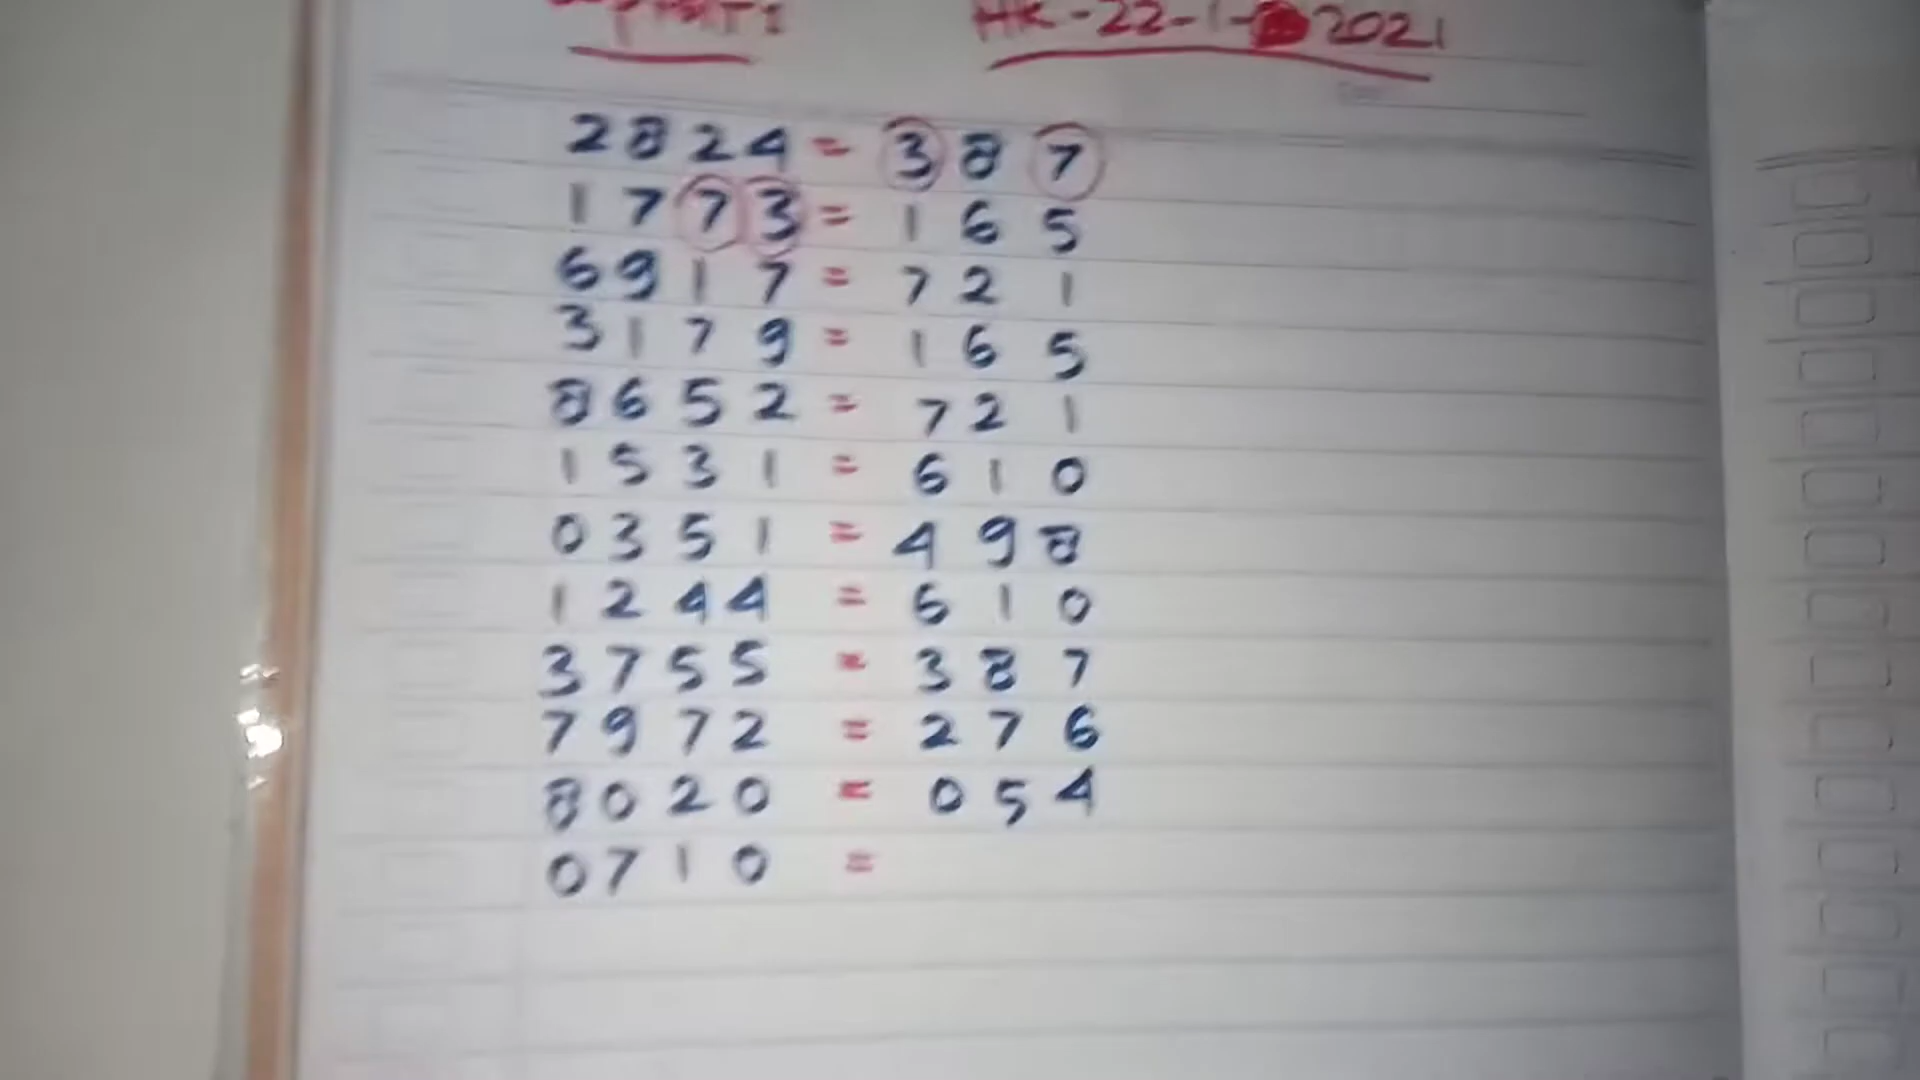 HK-22-1- 2021
2824 = 387
1773 = 165
6917 = 721
3179 = 165
8652 = 721
1531 = 610
0351 = 498
1244 = 610
3755 = 387
7972 = 276
8020 = 054
0710 =